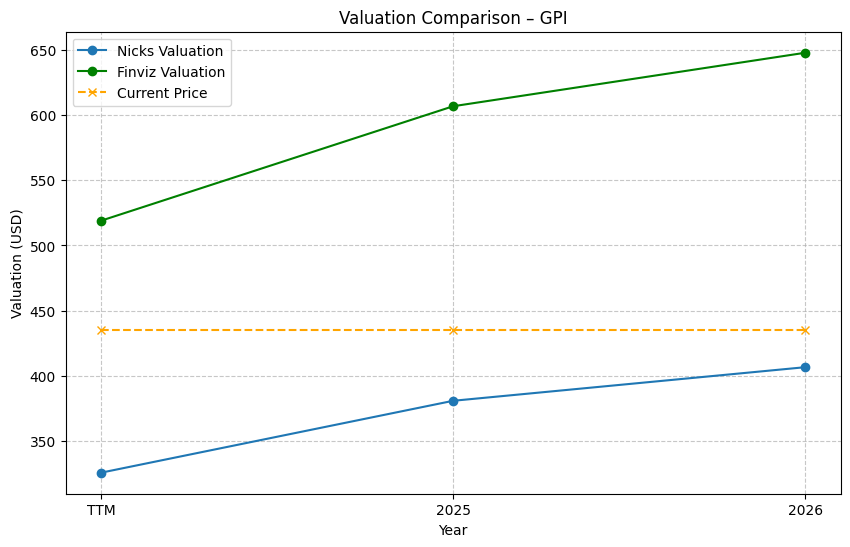 Valuation Comparison – GPI
Nicks Valuation
Finviz Valuation
Current Price
Valuation (USD)
650
600
550
500
450
400
350
TTM
2025
2026
Year